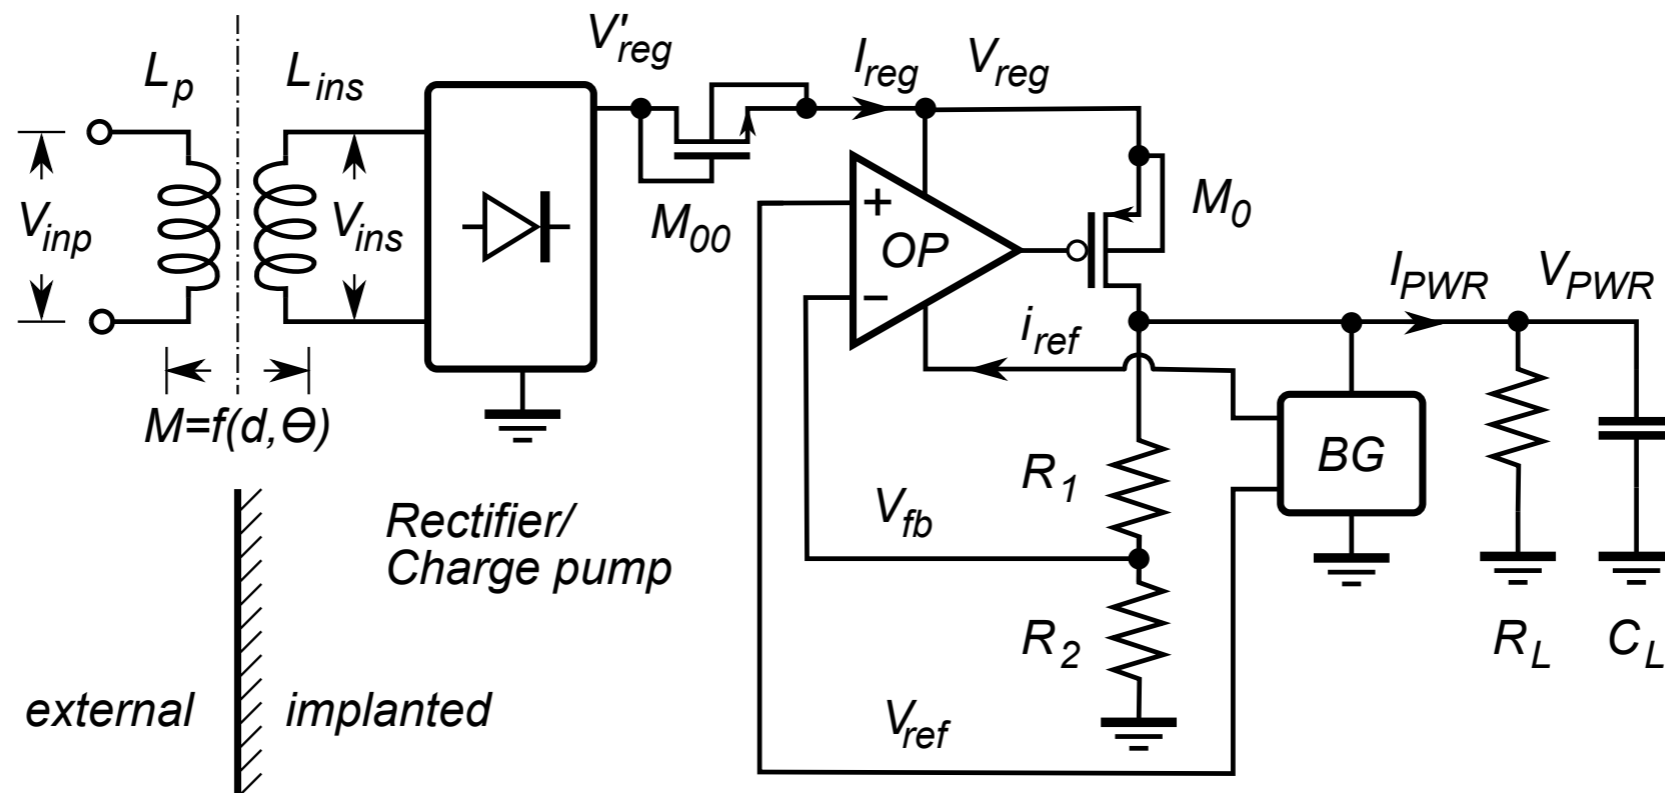 V'reg
Ireg
Vreg
Lp
Lins
Vinp
Vins
M00
+
OP
−
M0
IPWR
VPWR
iref
M=f(d,Θ)
R1
BG
Vfb
Rectifier/
Charge pump
R2
RL
CL
external
implanted
Vref